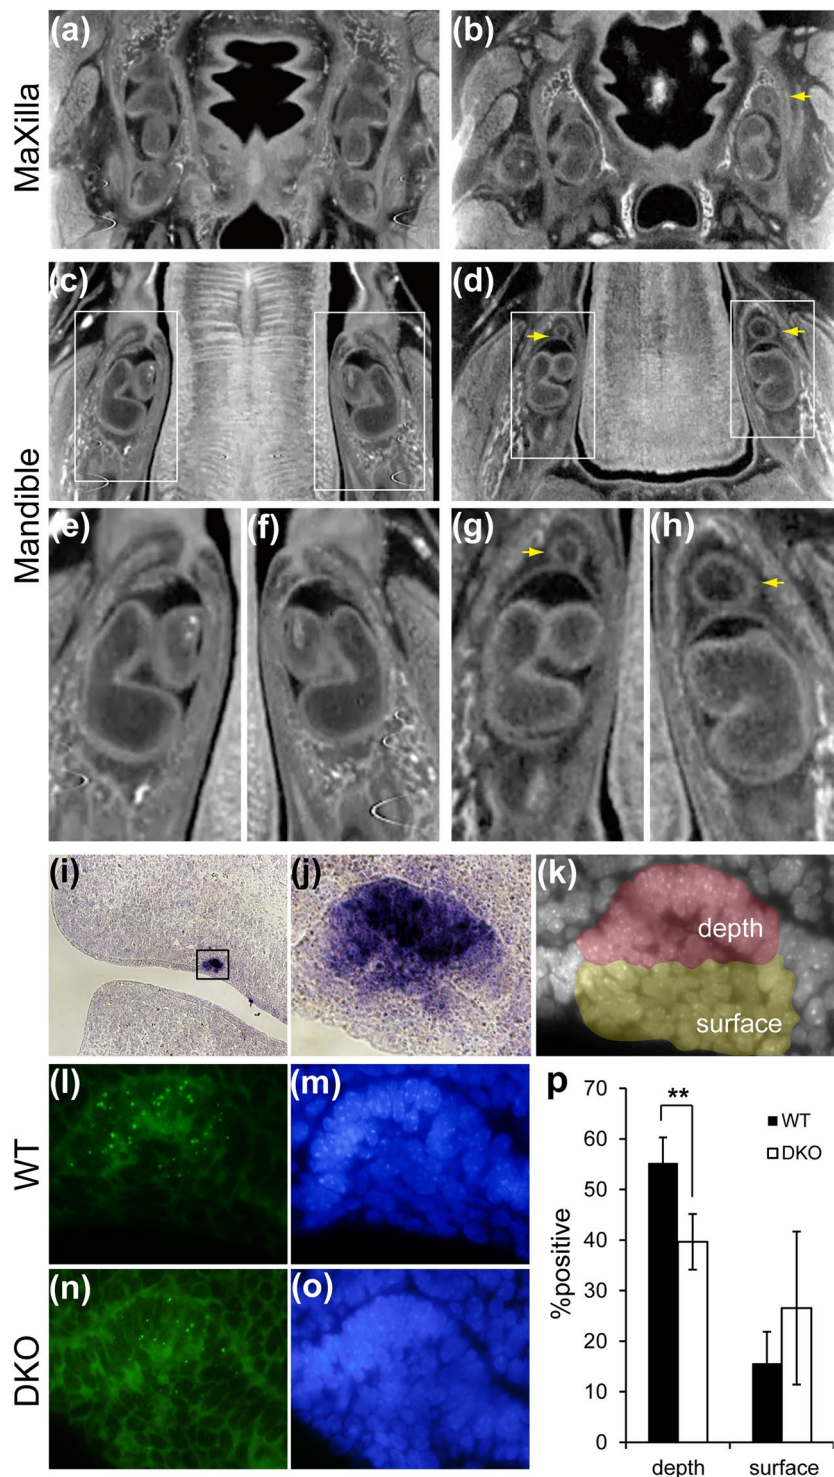 (a)
(b)
MaXilla
(c)
(d)
Mandible
(e)
(f)
(g)
(h)
(i)
(j)
(k)
depth
surface
WT
(l)
(m)
DKO
(n)
(o)
p
70
60
50
40
30
20
10
0
%positive
**
WT
DKO
depth
surface